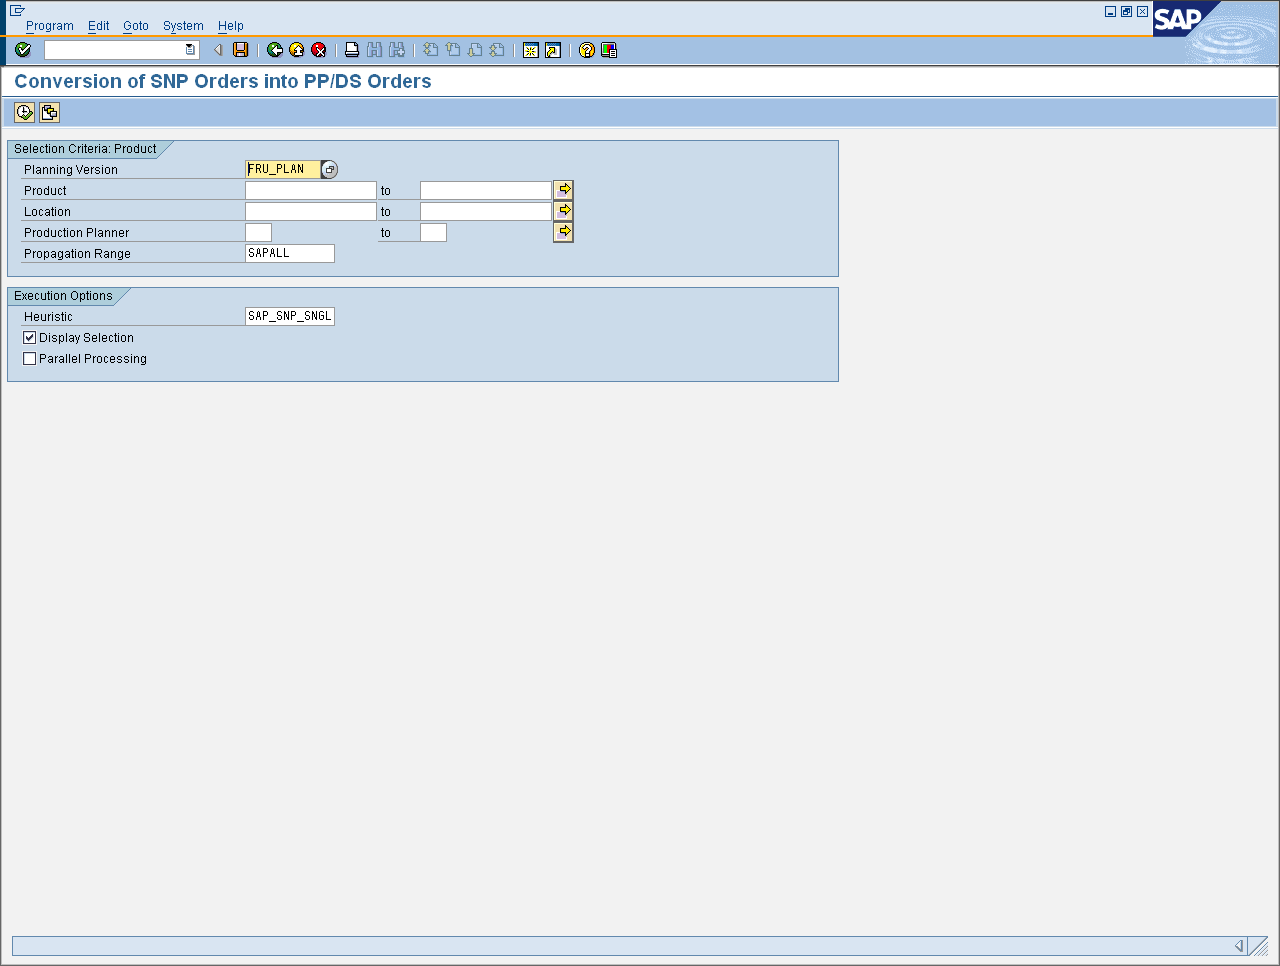 Program Edit Goto System Help
SAP
Conversion of SNP Orders into PP/DS Orders
Selection Criteria: Product
Planning Version FRU_PLAN
Product to
Location to
Production Planner to
Propagation Range SAPALL
Execution Options
Heuristic SAP_SNP_SNGL
Display Selection
Parallel Processing